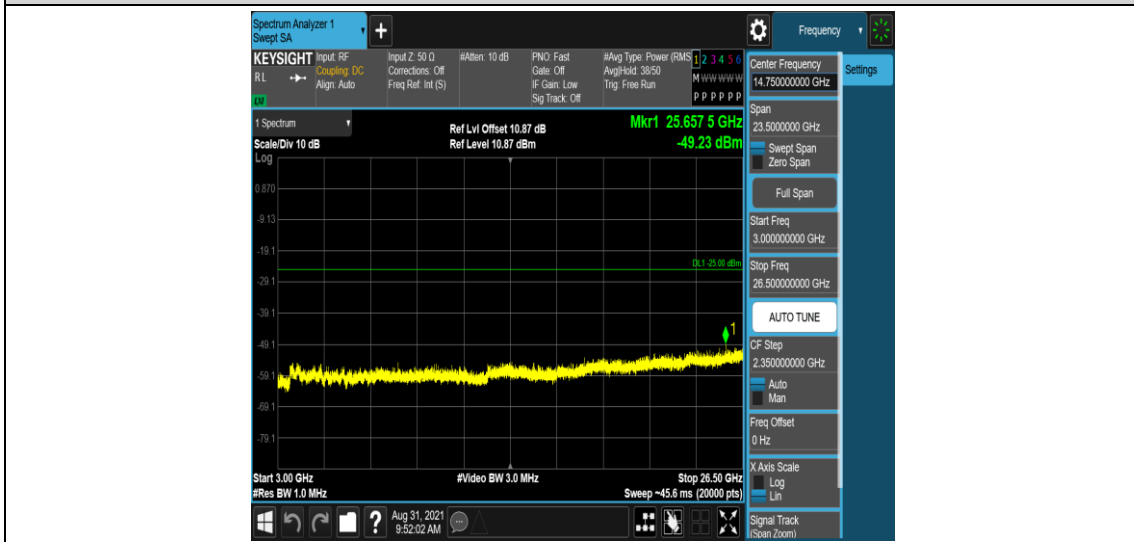 Spectrum Analyzer 1
Swept SA
+
Frequency
KEYSIGHT
RL
LXI
Input: RF
Coupling: DC
Align: Auto
Input Z: 50 Ω
Corrections: Off
Freq Ref: Int (S)
#Atten: 10 dB
PNO: Fast
Gate: Off
IF Gain: Low
Sig Track: Off
#Avg Type: Power (RMS
Avg|Hold: 38/50
Trig: Free Run
1 2 3 4 5 6
M W W W W W
P P P P P P
1 Spectrum
Scale/Div 10 dB
Ref Lvl Offset 10.87 dB
Ref Level 10.87 dBm
Mkr1 25.657 5 GHz
-49.23 dBm
Log
0.870
-9.13
-19.1
-29.1
-39.1
-49.1
-59.1
-69.1
-79.1
DL1 -25.00 dBm
1
Start 3.00 GHz
#Res BW 1.0 MHz
#Video BW 3.0 MHz
Stop 26.50 GHz
Sweep ~45.6 ms (20000 pts)
Center Frequency
14.750000000 GHz
Settings
Span
23.5000000 GHz
Swept Span
Zero Span
Full Span
Start Freq
3.000000000 GHz
Stop Freq
26.500000000 GHz
AUTO TUNE
CF Step
2.350000000 GHz
Auto
Man
Freq Offset
0 Hz
X Axis Scale
Log
Lin
Signal Track
(Span Zoom)
?
Aug 31, 2021
9:52:02 AM